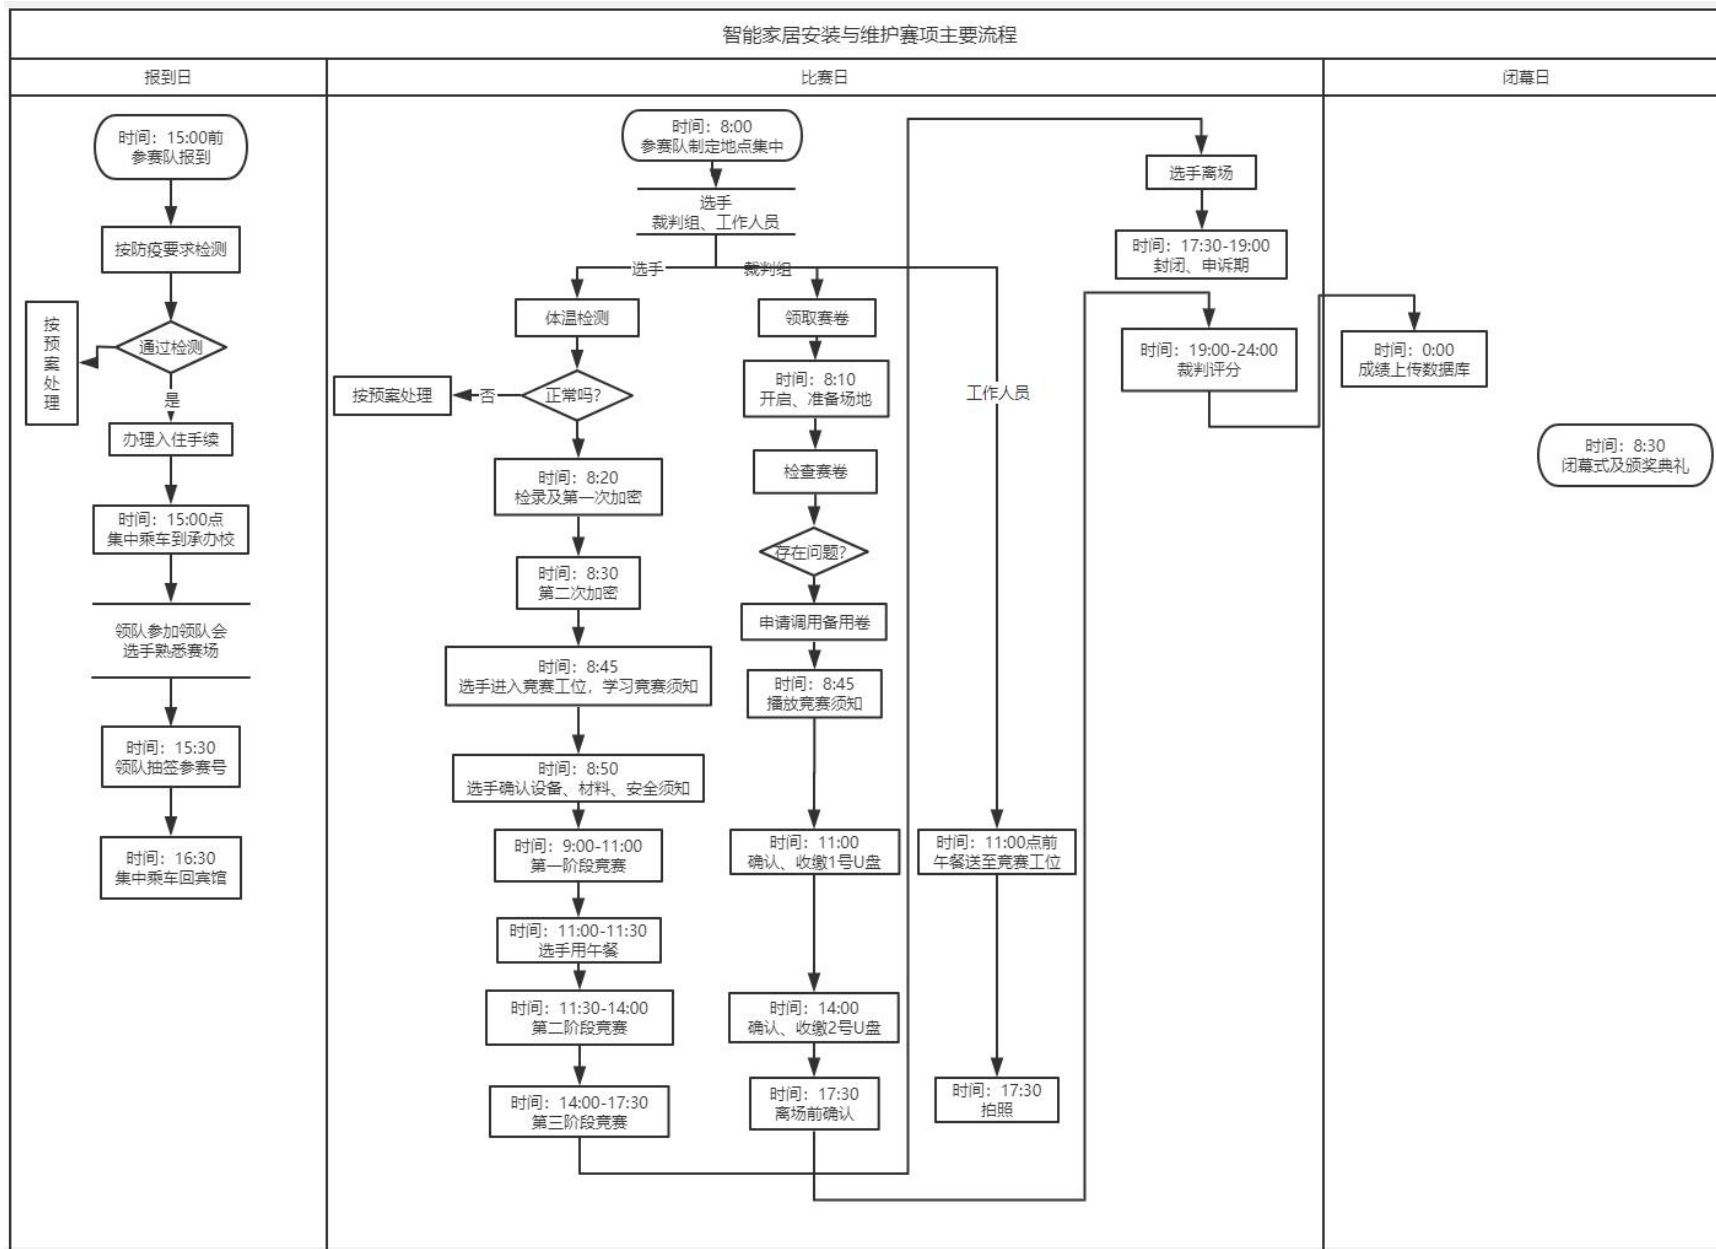 智能家居安装与维护赛项主要流程
报到日
比赛日
闭幕日
时间：15:00前
参赛队报到
按防疫要求检测
通过检测
按
预
案
处
理
是
办理入住手续
时间：15:00点
集中乘车到承办校
领队参加领队会
选手熟悉赛场
时间：15:30
领队抽签参赛号
时间：16:30
集中乘车回宾馆
时间：8:00
参赛队制定地点集中
选手
裁判组、工作人员
选手
裁判组
工作人员
体温检测
正常吗？
否
按预案处理
时间：8:20
检录及第一次加密
时间：8:30
第二次加密
时间：8:45
选手进入竞赛工位，学习竞赛须知
时间：8:50
选手确认设备、材料、安全须知
时间：9:00-11:00
第一阶段竞赛
时间：11:00-11:30
选手用午餐
时间：11:30-14:00
第二阶段竞赛
时间：14:00-17:30
第三阶段竞赛
领取赛卷
时间：8:10
开启、准备场地
检查赛卷
存在问题？
申请调用备用卷
时间：8:45
播放竞赛须知
时间：11:00
确认、收缴1号U盘
时间：14:00
确认、收缴2号U盘
时间：17:30
离场前确认
时间：11:00点前
午餐送至竞赛工位
时间：17:30
拍照
选手离场
时间：17:30-19:00
封闭、申诉期
时间：19:00-24:00
裁判评分
时间：0:00
成绩上传数据库
时间：8:30
闭幕式及颁奖典礼